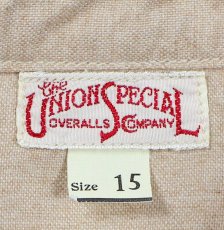 The
UNION SPECIAL
OVERALLS COMPANY
Size 15